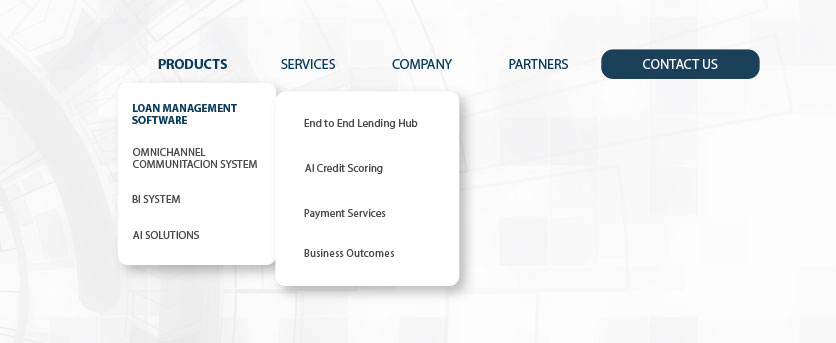 PRODUCTS SERVICES COMPANY PARTNERS CONTACT US
LOAN MANAGEMENT
SOFTWARE
OMNICHANNEL
COMMUNITACION SYSTEM
BI SYSTEM
AI SOLUTIONS
End to End Lending Hub
AI Credit Scoring
Payment Services
Business Outcomes